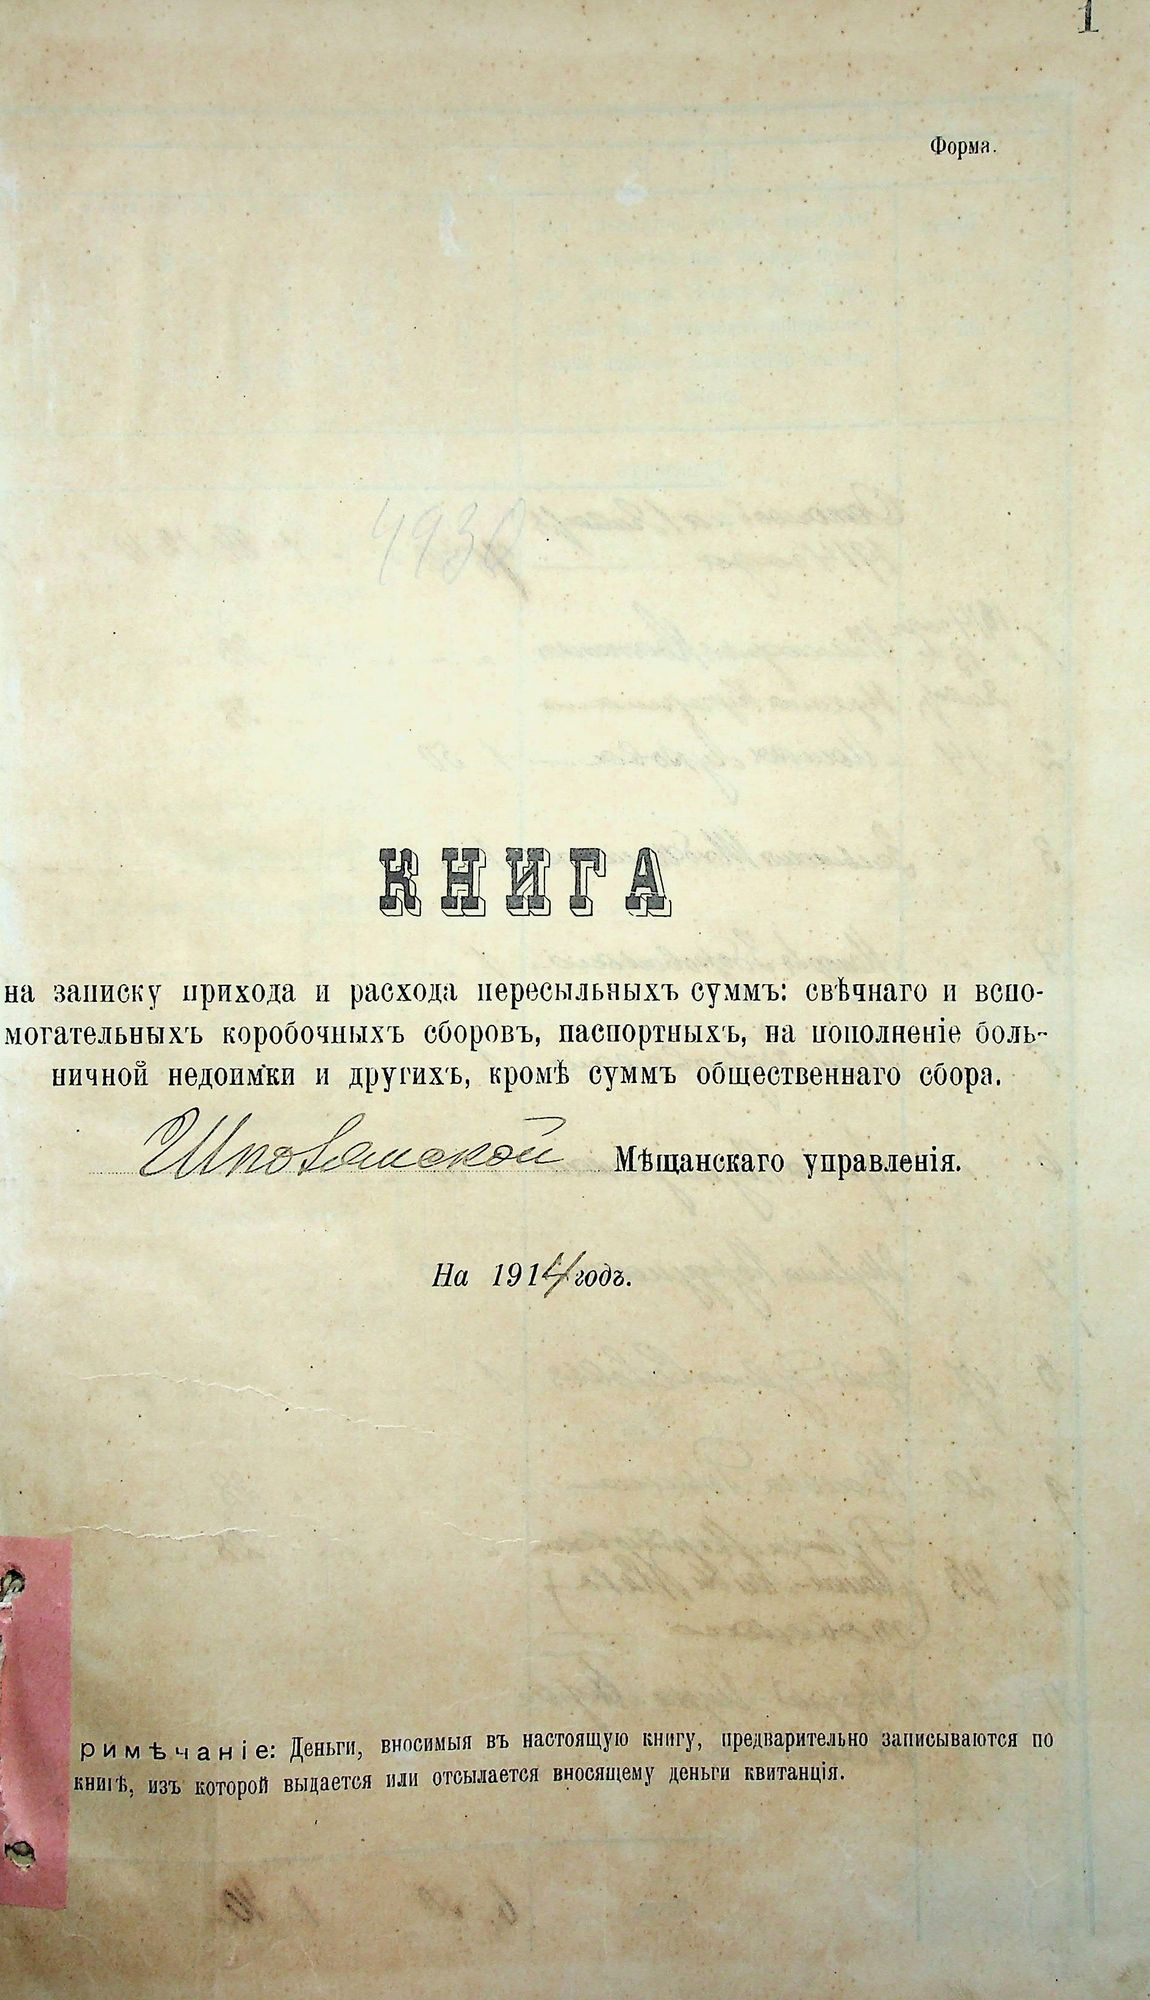 1
Форма.
4938
КНИГА
на записку прихода и расхода пересыльныхъ суммъ: свѣчнаго и вспо-
могательныхъ коробочныхъ сборовъ, паспортныхъ, на пополненіе боль-
ничной недоимки и другихъ, кромѣ суммъ общественнаго сбора.
Шповянской Мѣщанскаго управленія.
На 1914 годъ.
римѣчаніе: Деньги, вносимыя въ настоящую книгу, предварительно записываются по
книгѣ, изъ которой выдается или отсылается вносящему деньги квитанція.